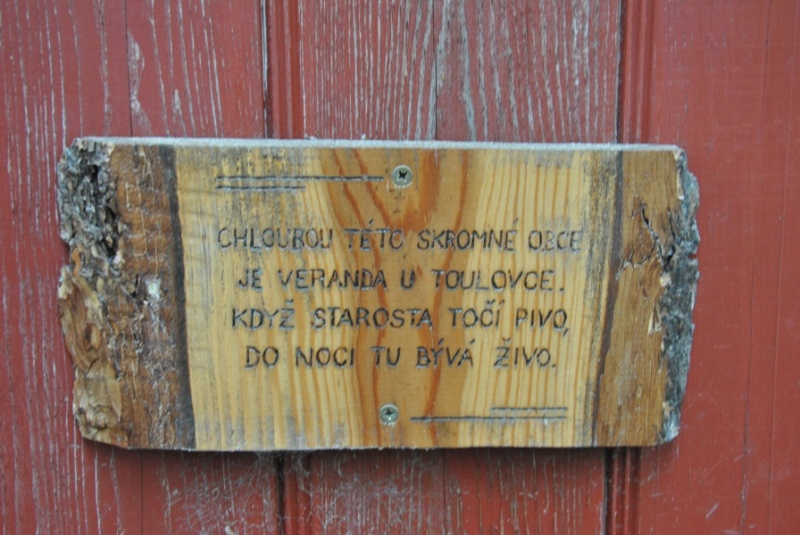 CHLOUBOU TÉTO SKROMNÉ OBCE
JE VERANDA U TOULOVCE.
KDYŽ STAROSTA TOČÍ PIVO,
DO NOCI TU BÝVÁ ŽIVO.